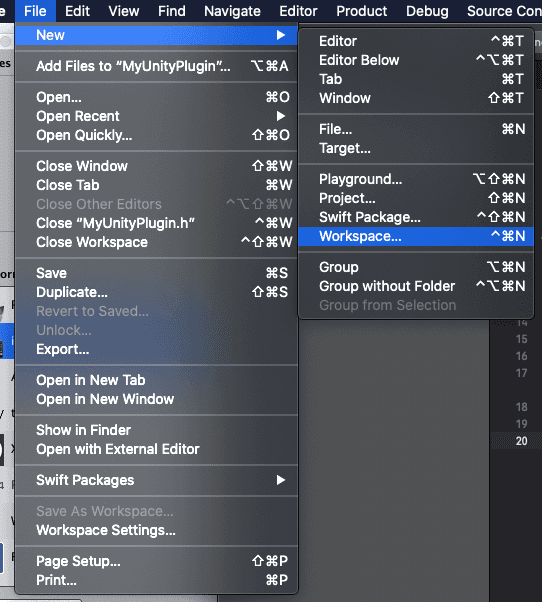 File Edit View Find Navigate Editor Product Debug Source Con
New ▶
Add Files to “MyUnityPlugin”... ⌥⌘A
Open... ⌘O
Open Recent ▶
Open Quickly... ⇧⌘O
Close Window ⇧⌘W
Close Tab ⌘W
Close Other Editors ^⌥⇧⌘W
Close “MyUnityPlugin.h” ^⌘W
Close Workspace ^⇧⌘W
Save ⌘S
Duplicate... ⇧⌘S
Revert to Saved...
Unlock...
Export...
Open in New Tab
Open in New Window
Show in Finder
Open with External Editor
Swift Packages ▶
Save As Workspace...
Workspace Settings...
Page Setup... ⇧⌘P
Print... ⌘P
Editor ^⌘T
Editor Below ^⌥⌘T
Tab ⌘T
Window ⇧⌘T
File... ⌘N
Target...
Playground... ⌥⇧⌘N
Project... ⇧⌘N
Swift Package... ^⇧⌘N
Workspace... ^⌘N
Group ⌥⌘N
Group without Folder ^⌥⌘N
Group from Selection
14
15
16
17
18
19
20